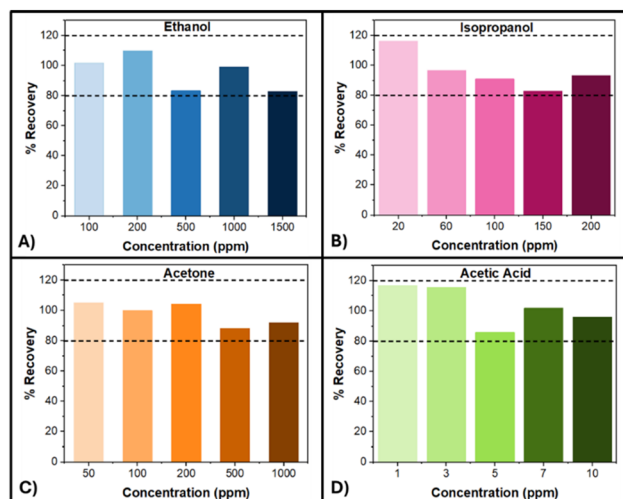 Ethanol
120
100
80
60
40
20
0
% Recovery
100 200 500 1000 1500
Concentration (ppm)
A)
Isopropanol
120
100
80
60
40
20
0
% Recovery
20 60 100 150 200
Concentration (ppm)
B)
Acetone
120
100
80
60
40
20
0
% Recovery
50 100 200 500 1000
Concentration (ppm)
C)
Acetic Acid
120
100
80
60
40
20
0
% Recovery
1 3 5 7 10
Concentration (ppm)
D)